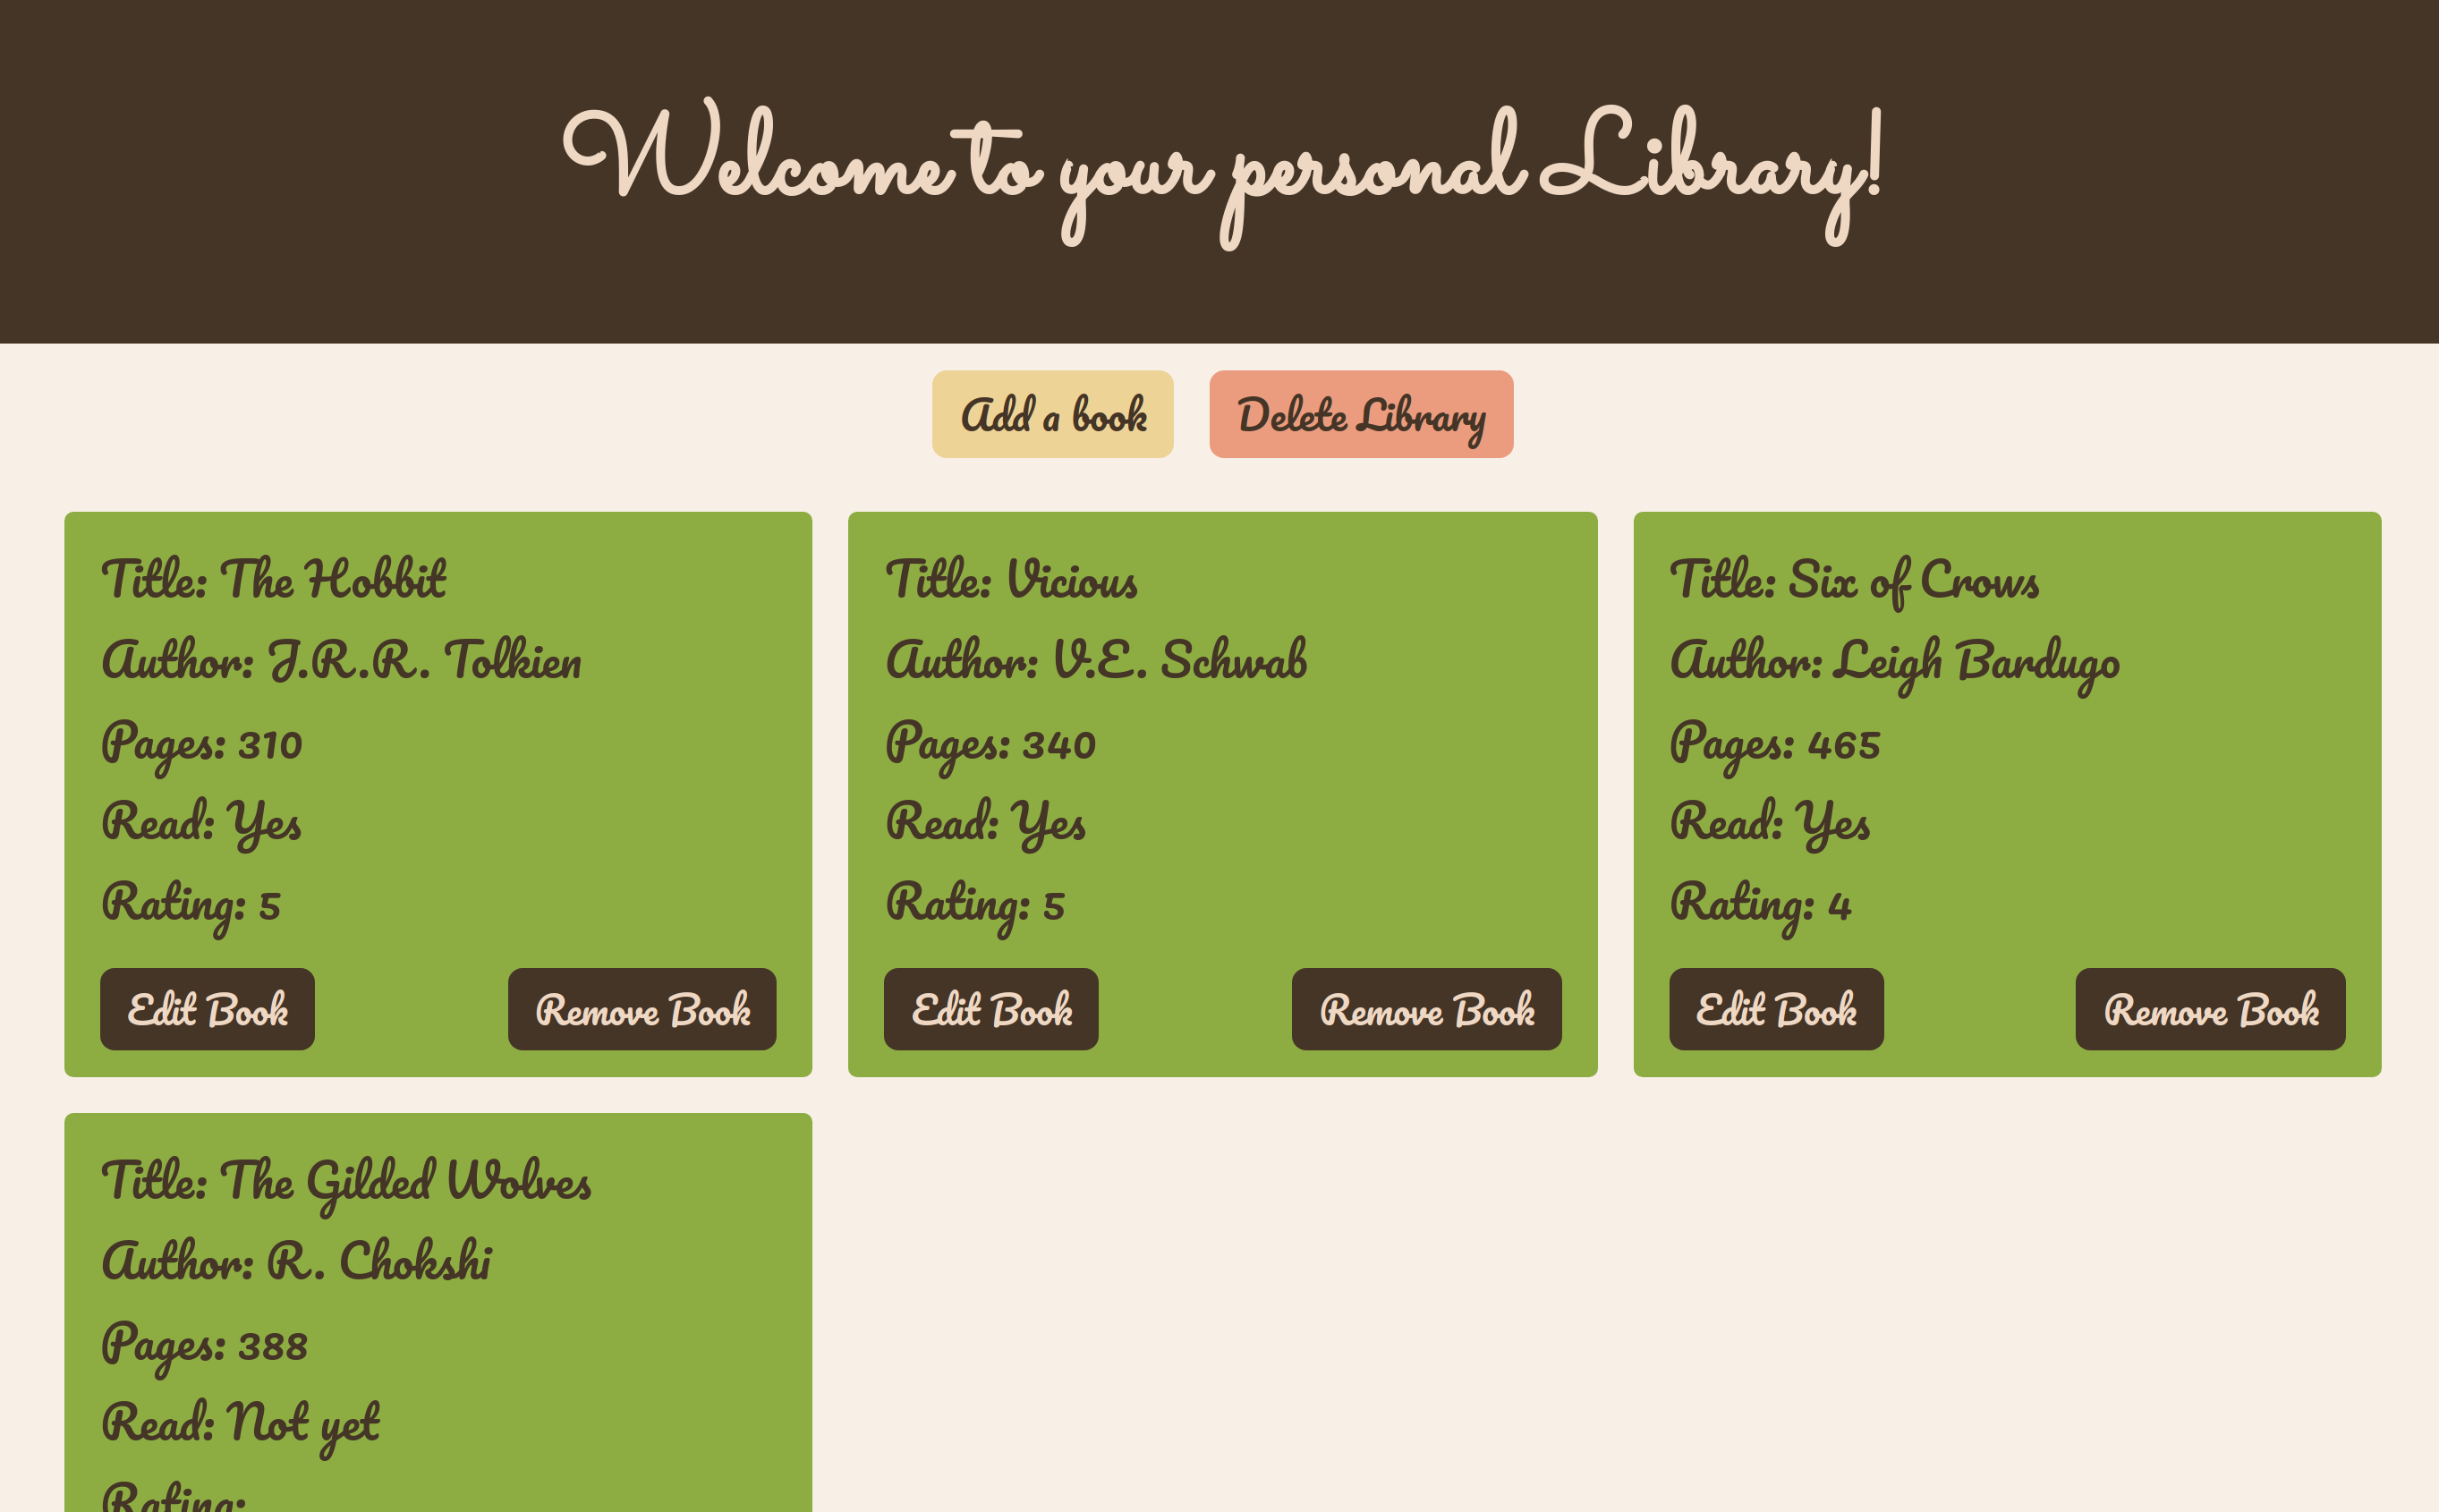 Welcome to your personal Library!
Add a book
Delete Library
Title: The Hobbit
Author: J.R.R. Tolkien
Pages: 310
Read: Yes
Rating: 5
Edit Book
Remove Book
Title: Vicious
Author: V.E. Schwab
Pages: 340
Read: Yes
Rating: 5
Edit Book
Remove Book
Title: Six of Crows
Author: Leigh Bardugo
Pages: 465
Read: Yes
Rating: 4
Edit Book
Remove Book
Title: The Gilded Wolves
Author: R. Chokshi
Pages: 388
Read: Not yet
Rating: